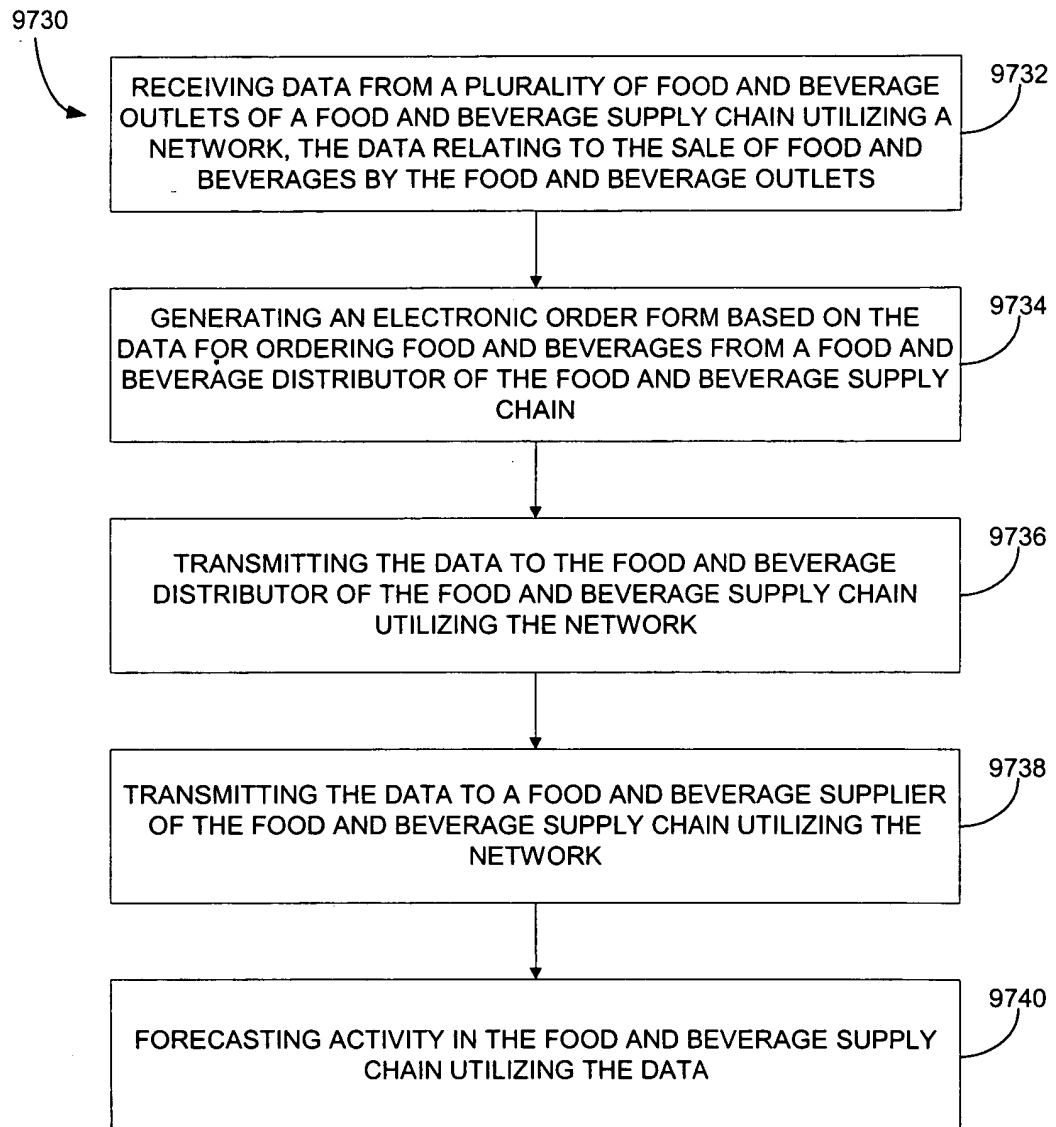 9730
9732
RECEIVING DATA FROM A PLURALITY OF FOOD AND BEVERAGE
OUTLETS OF A FOOD AND BEVERAGE SUPPLY CHAIN UTILIZING A
NETWORK, THE DATA RELATING TO THE SALE OF FOOD AND
BEVERAGES BY THE FOOD AND BEVERAGE OUTLETS
9734
GENERATING AN ELECTRONIC ORDER FORM BASED ON THE
DATA FOR ORDERING FOOD AND BEVERAGES FROM A FOOD AND
BEVERAGE DISTRIBUTOR OF THE FOOD AND BEVERAGE SUPPLY
CHAIN
9736
TRANSMITTING THE DATA TO THE FOOD AND BEVERAGE
DISTRIBUTOR OF THE FOOD AND BEVERAGE SUPPLY CHAIN
UTILIZING THE NETWORK
9738
TRANSMITTING THE DATA TO A FOOD AND BEVERAGE SUPPLIER
OF THE FOOD AND BEVERAGE SUPPLY CHAIN UTILIZING THE
NETWORK
9740
FORECASTING ACTIVITY IN THE FOOD AND BEVERAGE SUPPLY
CHAIN UTILIZING THE DATA